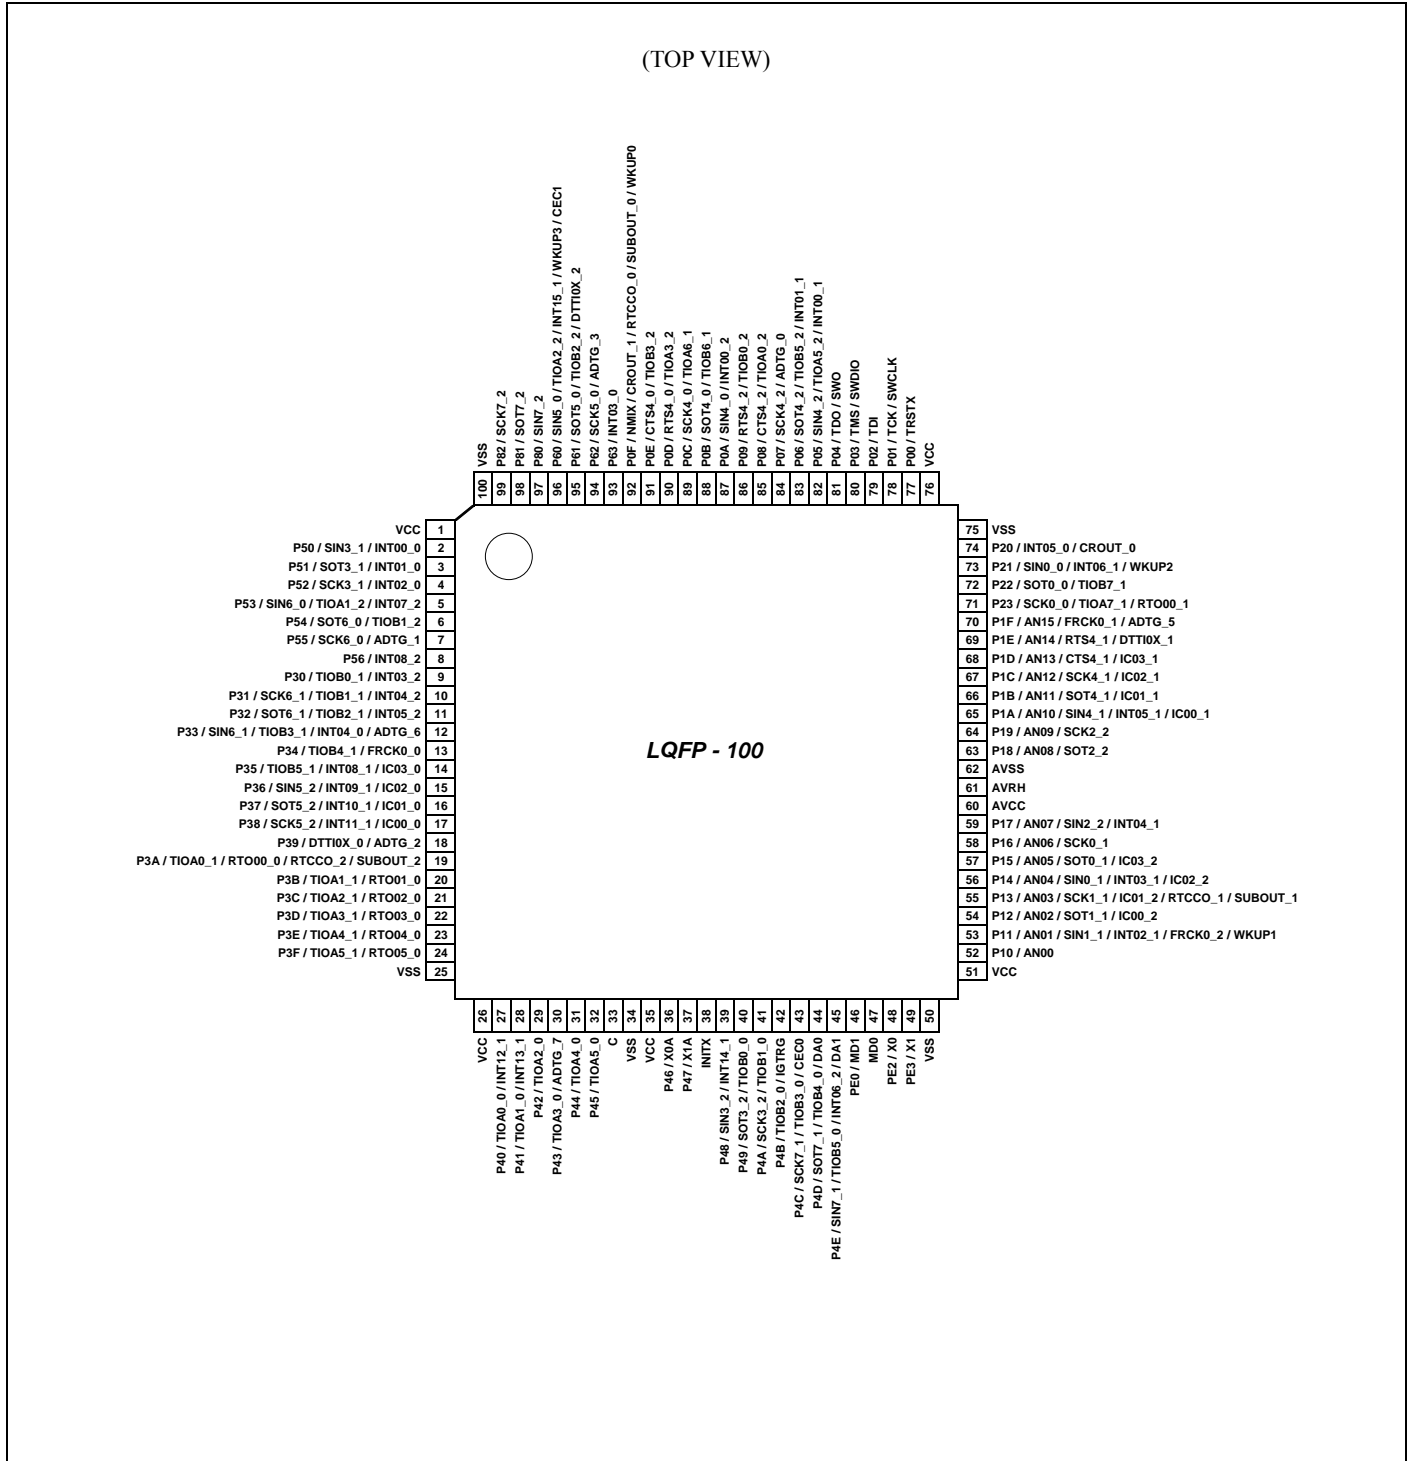 (TOP VIEW)
VSS
P82 / SCK7_2
P81 / SOT7_2
P80 / SIN7_2
P60 / SIN5_0 / TIOA2_2 / INT15_1 / WKUP3 / CEC1
P61 / SOT5_0 / TIOB2_2 / DTTI0X_2
P62 / SCK5_0 / ADTG_3
P63 / INT03_0
P0F / NMIX / CROUT_1 / RTCCO_0 / SUBOUT_0 / WKUP0
P0E / CTS4_0 / TIOB3_2
P0D / RTS4_0 / TIOA3_2
P0C / SCK4_0 / TIOA6_1
P0B / SOT4_0 / TIOB6_1
P0A / SIN4_0 / INT00_2
P09 / RTS4_2 / TIOB0_2
P08 / CTS4_2 / TIOA0_2
P07 / SCK4_2 / ADTG_0
P06 / SOT4_2 / TIOB5_2 / INT01_1
P05 / SIN4_2 / TIOA5_2 / INT00_1
P04 / TDO / SWO
P03 / TMS / SWDIO
P02 / TDI
P01 / TCK / SWCLK
P00 / TRSTX
VCC
100 99 98 97 96 95 94 93 92 91 90 89 88 87 86 85 84 83 82 81 80 79 78 77 76
VCC 1
P50 / SIN3_1 / INT00_0 2
P51 / SOT3_1 / INT01_0 3
P52 / SCK3_1 / INT02_0 4
P53 / SIN6_0 / TIOA1_2 / INT07_2 5
P54 / SOT6_0 / TIOB1_2 6
P55 / SCK6_0 / ADTG_1 7
P56 / INT08_2 8
P30 / TIOB0_1 / INT03_2 9
P31 / SCK6_1 / TIOB1_1 / INT04_2 10
P32 / SOT6_1 / TIOB2_1 / INT05_2 11
P33 / SIN6_1 / TIOB3_1 / INT04_0 / ADTG_6 12
P34 / TIOB4_1 / FRCK0_0 13
P35 / TIOB5_1 / INT08_1 / IC03_0 14
P36 / SIN5_2 / INT09_1 / IC02_0 15
P37 / SOT5_2 / INT10_1 / IC01_0 16
P38 / SCK5_2 / INT11_1 / IC00_0 17
P39 / DTTI0X_0 / ADTG_2 18
P3A / TIOA0_1 / RTO00_0 / RTCCO_2 / SUBOUT_2 19
P3B / TIOA1_1 / RTO01_0 20
P3C / TIOA2_1 / RTO02_0 21
P3D / TIOA3_1 / RTO03_0 22
P3E / TIOA4_1 / RTO04_0 23
P3F / TIOA5_1 / RTO05_0 24
VSS 25
LQFP - 100
75 VSS
74 P20 / INT05_0 / CROUT_0
73 P21 / SIN0_0 / INT06_1 / WKUP2
72 P22 / SOT0_0 / TIOB7_1
71 P23 / SCK0_0 / TIOA7_1 / RTO00_1
70 P1F / AN15 / FRCK0_1 / ADTG_5
69 P1E / AN14 / RTS4_1 / DTTI0X_1
68 P1D / AN13 / CTS4_1 / IC03_1
67 P1C / AN12 / SCK4_1 / IC02_1
66 P1B / AN11 / SOT4_1 / IC01_1
65 P1A / AN10 / SIN4_1 / INT05_1 / IC00_1
64 P19 / AN09 / SCK2_2
63 P18 / AN08 / SOT2_2
62 AVSS
61 AVRH
60 AVCC
59 P17 / AN07 / SIN2_2 / INT04_1
58 P16 / AN06 / SCK0_1
57 P15 / AN05 / SOT0_1 / IC03_2
56 P14 / AN04 / SIN0_1 / INT03_1 / IC02_2
55 P13 / AN03 / SCK1_1 / IC01_2 / RTCCO_1 / SUBOUT_1
54 P12 / AN02 / SOT1_1 / IC00_2
53 P11 / AN01 / SIN1_1 / INT02_1 / FRCK0_2 / WKUP1
52 P10 / AN00
51 VCC
26 27 28 29 30 31 32 33 34 35 36 37 38 39 40 41 42 43 44 45 46 47 48 49 50
VCC
P40 / TIOA0_0 / INT12_1
P41 / TIOA1_0 / INT13_1
P42 / TIOA2_0
P43 / TIOA3_0 / ADTG_7
P44 / TIOA4_0
P45 / TIOA5_0
C
VSS
VCC
P46 / X0A
P47 / X1A
INITX
P48 / SIN3_2 / INT14_1
P49 / SOT3_2 / TIOB0_0
P4A / SCK3_2 / TIOB1_0
P4B / TIOB2_0 / IGTRG
P4C / SCK7_1 / TIOB3_0 / CEC0
P4D / SOT7_1 / TIOB4_0 / DA0
P4E / SIN7_1 / TIOB5_0 / INT06_2 / DA1
PE0 / MD1
MD0
PE2 / X0
PE3 / X1
VSS